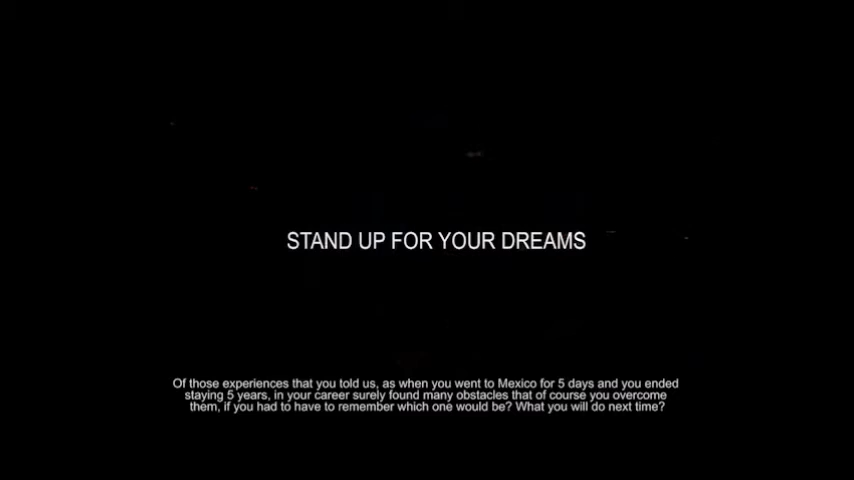 STAND UP FOR YOUR DREAMS
Of those experiences that you told us, as when you went to Mexico for 5 days and you ended
staying 5 years, in your career surely found many obstacles that of course you overcome
them, if you had to have to remember which one would be? What you will do next time?